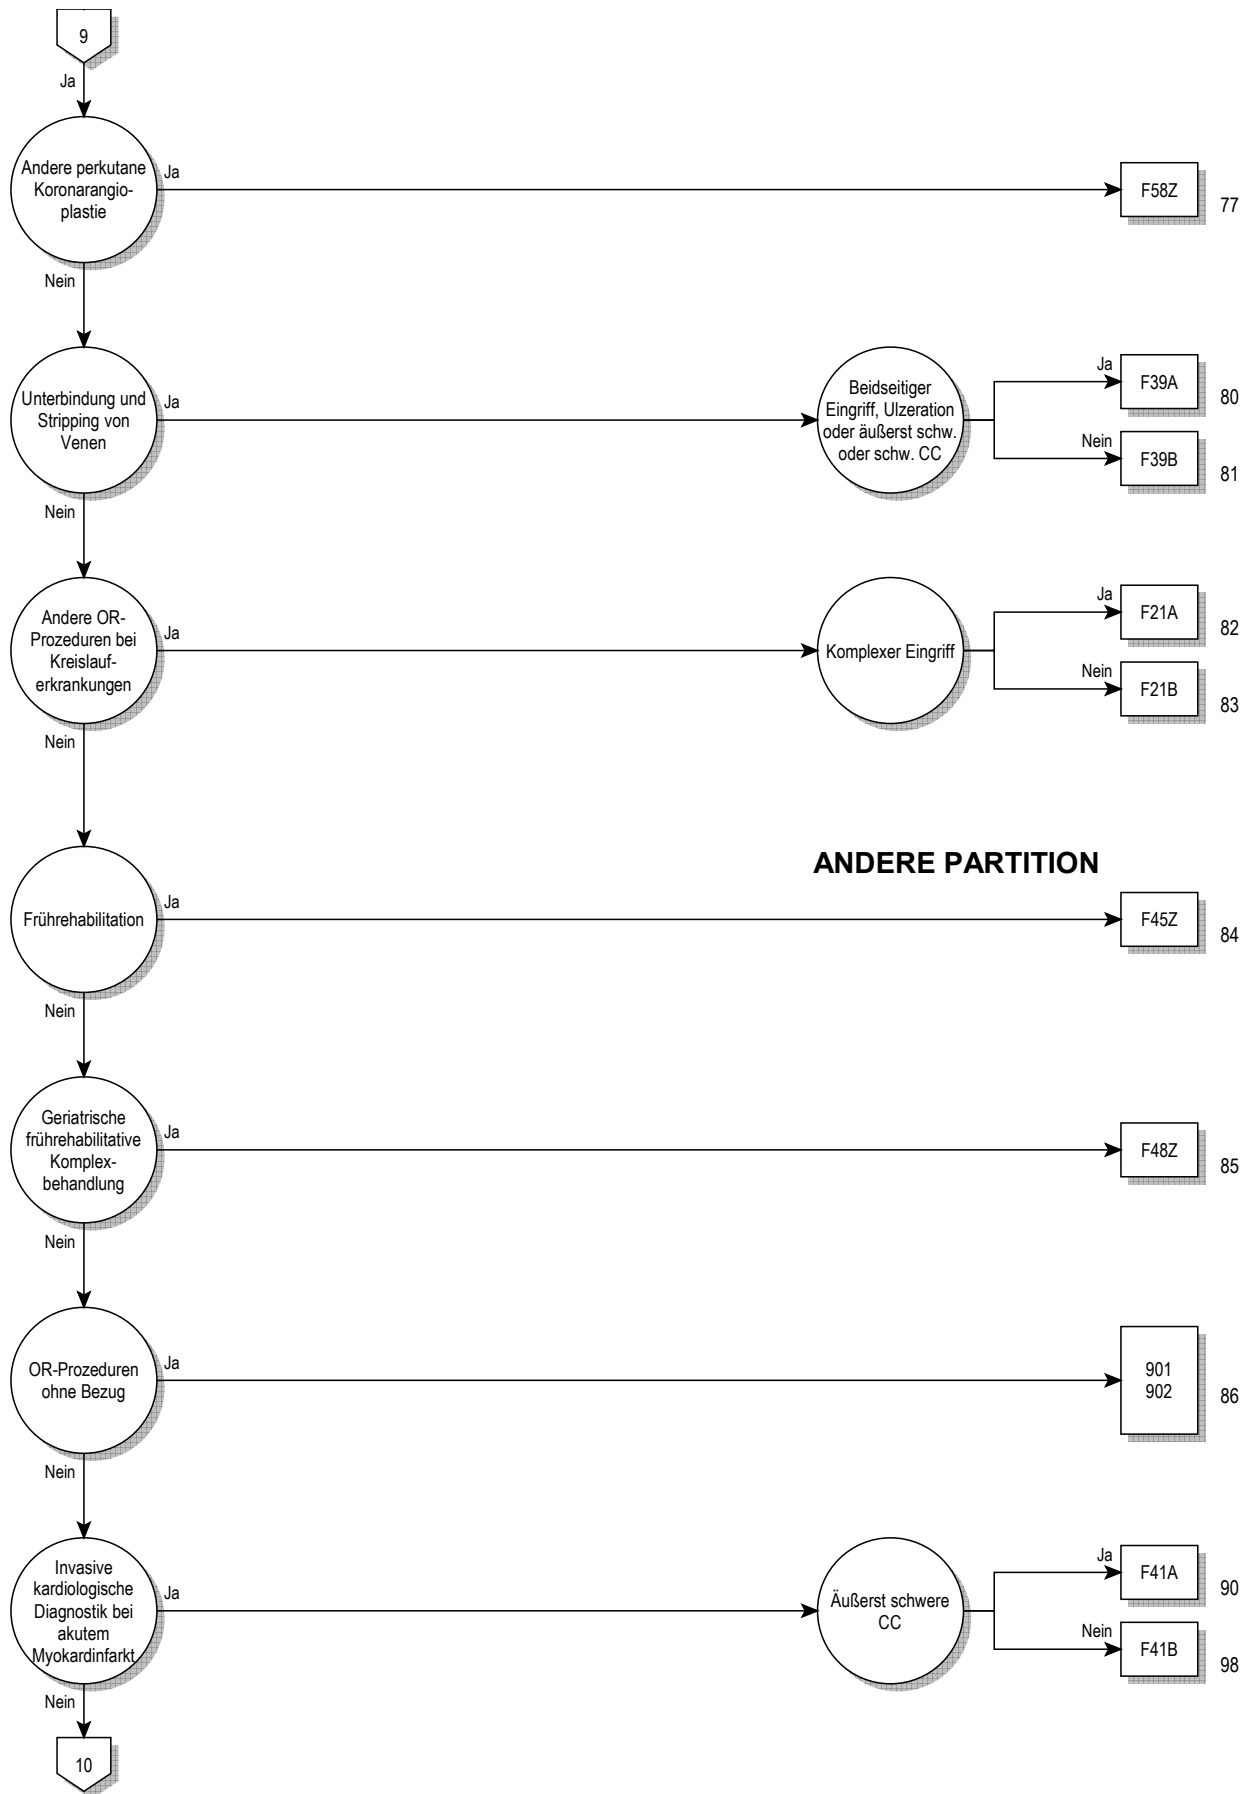 9
Ja
Andere perkutane
Koronarangio-
plastie
Ja
F58Z
77
Nein
Unterbindung und
Stripping von
Venen
Ja
Beidseitiger
Eingriff, Ulzeration
oder äußerst schw.
oder schw. CC
Ja
F39A
80
Nein
F39B
81
Nein
Andere OR-
Prozeduren bei
Kreislauf-
erkrankungen
Ja
Komplexer Eingriff
Ja
F21A
82
Nein
F21B
83
Nein
ANDERE PARTITION
Frührehabilitation
Ja
F45Z
84
Nein
Geriatrische
frührehabilitative
Komplex-
behandlung
Ja
F48Z
85
Nein
OR-Prozeduren
ohne Bezug
Ja
901
902
86
Nein
Invasive
kardiologische
Diagnostik bei
akutem
Myokardinfarkt
Ja
Äußerst schwere
CC
Ja
F41A
90
Nein
F41B
98
Nein
10